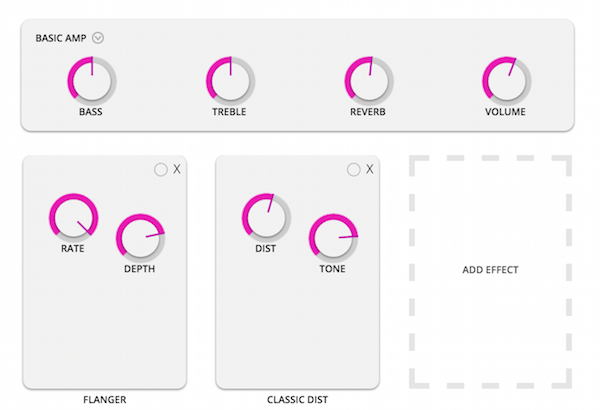 BASIC AMP
BASS TREBLE REVERB VOLUME
X X
RATE DIST
DEPTH TONE ADD EFFECT
FLANGER CLASSIC DIST